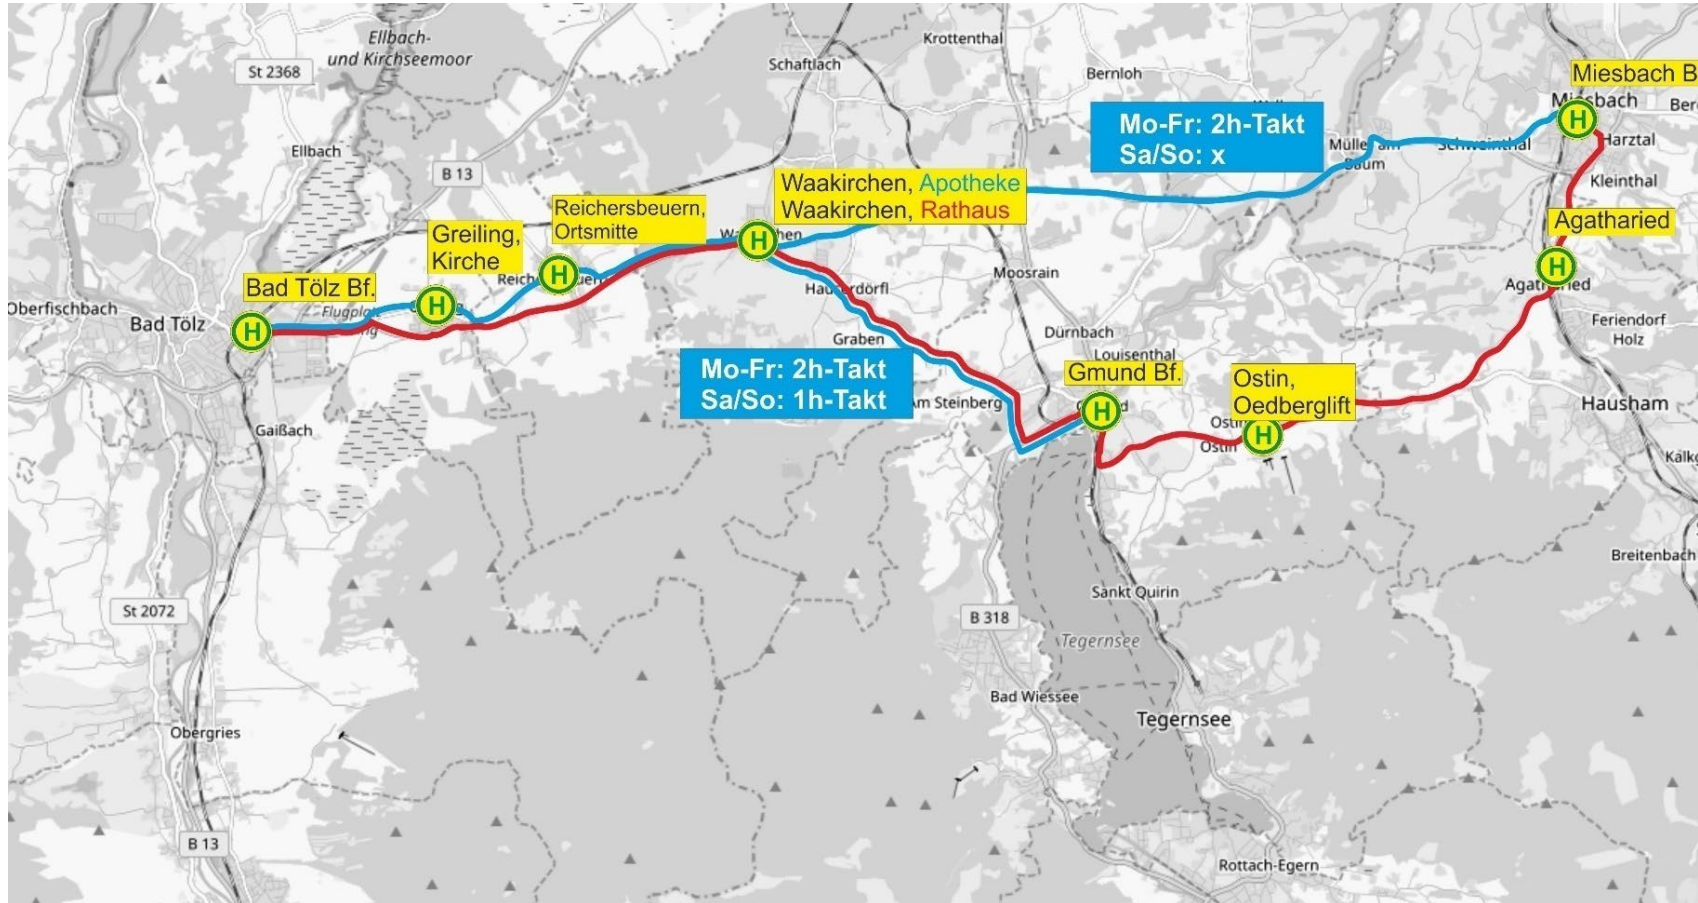 Ellbach-
und Kirchseemoor
Krottenthal
Schaftlach
St 2368
Bernloh
Miesbach B
Miesbach
Mo-Fr: 2h-Takt
Sa/So: x
Harztal
Ellbach
B 13
Kleinthal
Waakirchen, Apotheke
Waakirchen, Rathaus
Reichersbeuern,
Ortsmitte
Greiling,
Kirche
Agatharied
H
H
H
H
H
H
H
H
Moosrain
Bad Tölz Bf.
Oberfischbach
Bad Tölz
Feriendorf
Holz
Dürnbach
Graben
Louisenthal
Gmund Bf.
Mo-Fr: 2h-Takt
Sa/So: 1h-Takt
Am Steinberg
Ostin,
Oedberglift
Hausham
Gaißach
Ostin
Breitenbach
St 2072
Sankt Quirin
B 318
Tegernsee
Bad Wiessee
Tegernsee
Obergries
B 13
Rottach-Egern